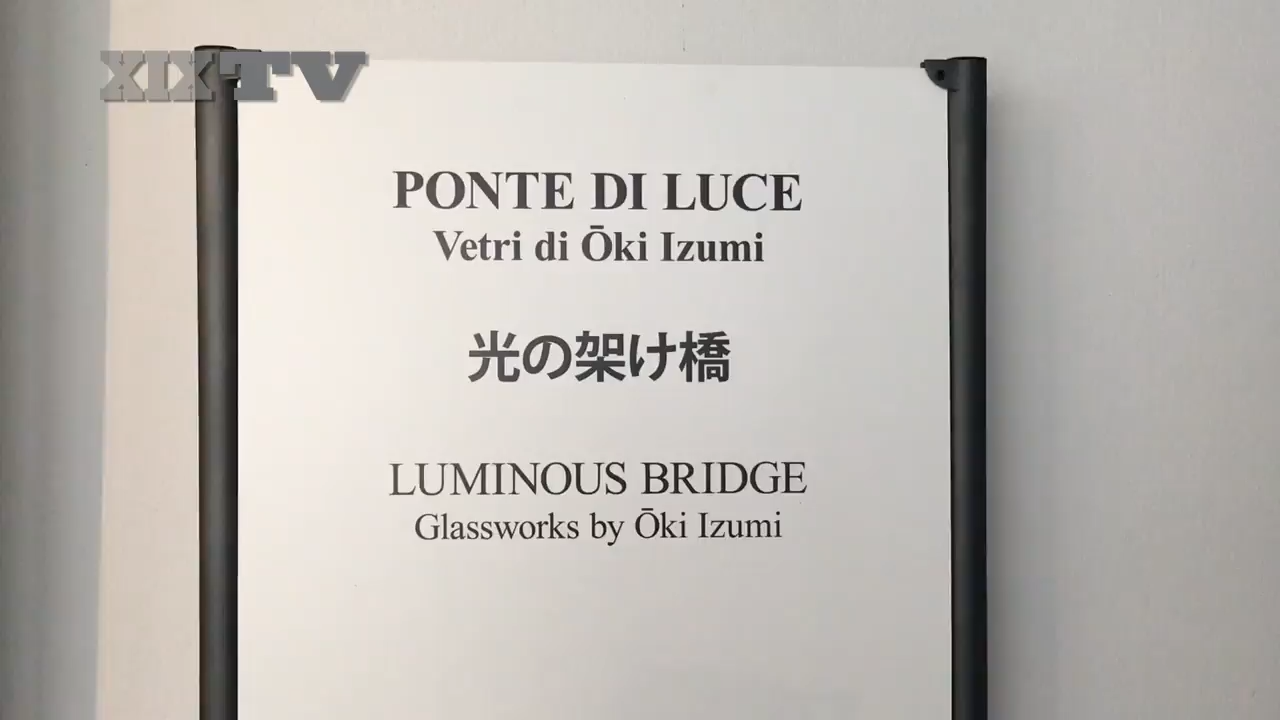 XIXTV
PONTE DI LUCE
Vetri di Ōki Izumi
光の架け橋
LUMINOUS BRIDGE
Glassworks by Ōki Izumi